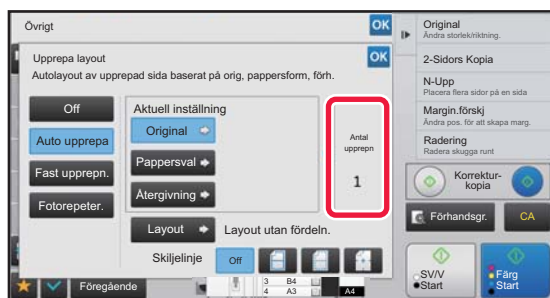 Övrigt
OK
Upprepa layout
OK
Autolayout av upprepad sida baserat på orig, pappersform, förh.
Off
Auto upprepa
Fast upprepn.
Fotorepeter.
Aktuell inställning
Original
Pappersval
Återgivning
Layout
Layout utan fördeln.
Skiljelinje
Off
Antal
upprepn
1
Föregående
3 B4
4 A3
A4
Original
Ändra storlek/riktning.
2-Sidors Kopia
N-Upp
Placera flera sidor på en sida
Margin.förskj
Ändra pos. för att skapa marg.
Radering
Radera skugga runt
Korrektur-
kopia
Förhandsgr.
CA
SV/V
Start
Färg
Start